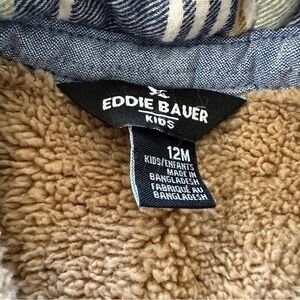 EDDIE BAUER
KIDS
12M
KIDS/ENFANTS
MADE IN
BANGLADESH
FABRIQUÉ AU
BANGLADESH